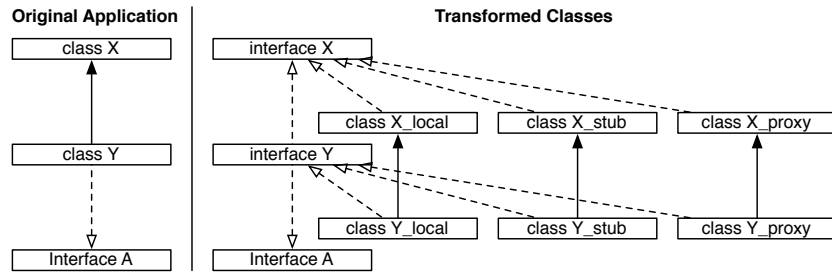 Original Application
Transformed Classes
class X
interface X
class X_local
class X_stub
class X_proxy
class Y
interface Y
class Y_local
class Y_stub
class Y_proxy
Interface A
Interface A